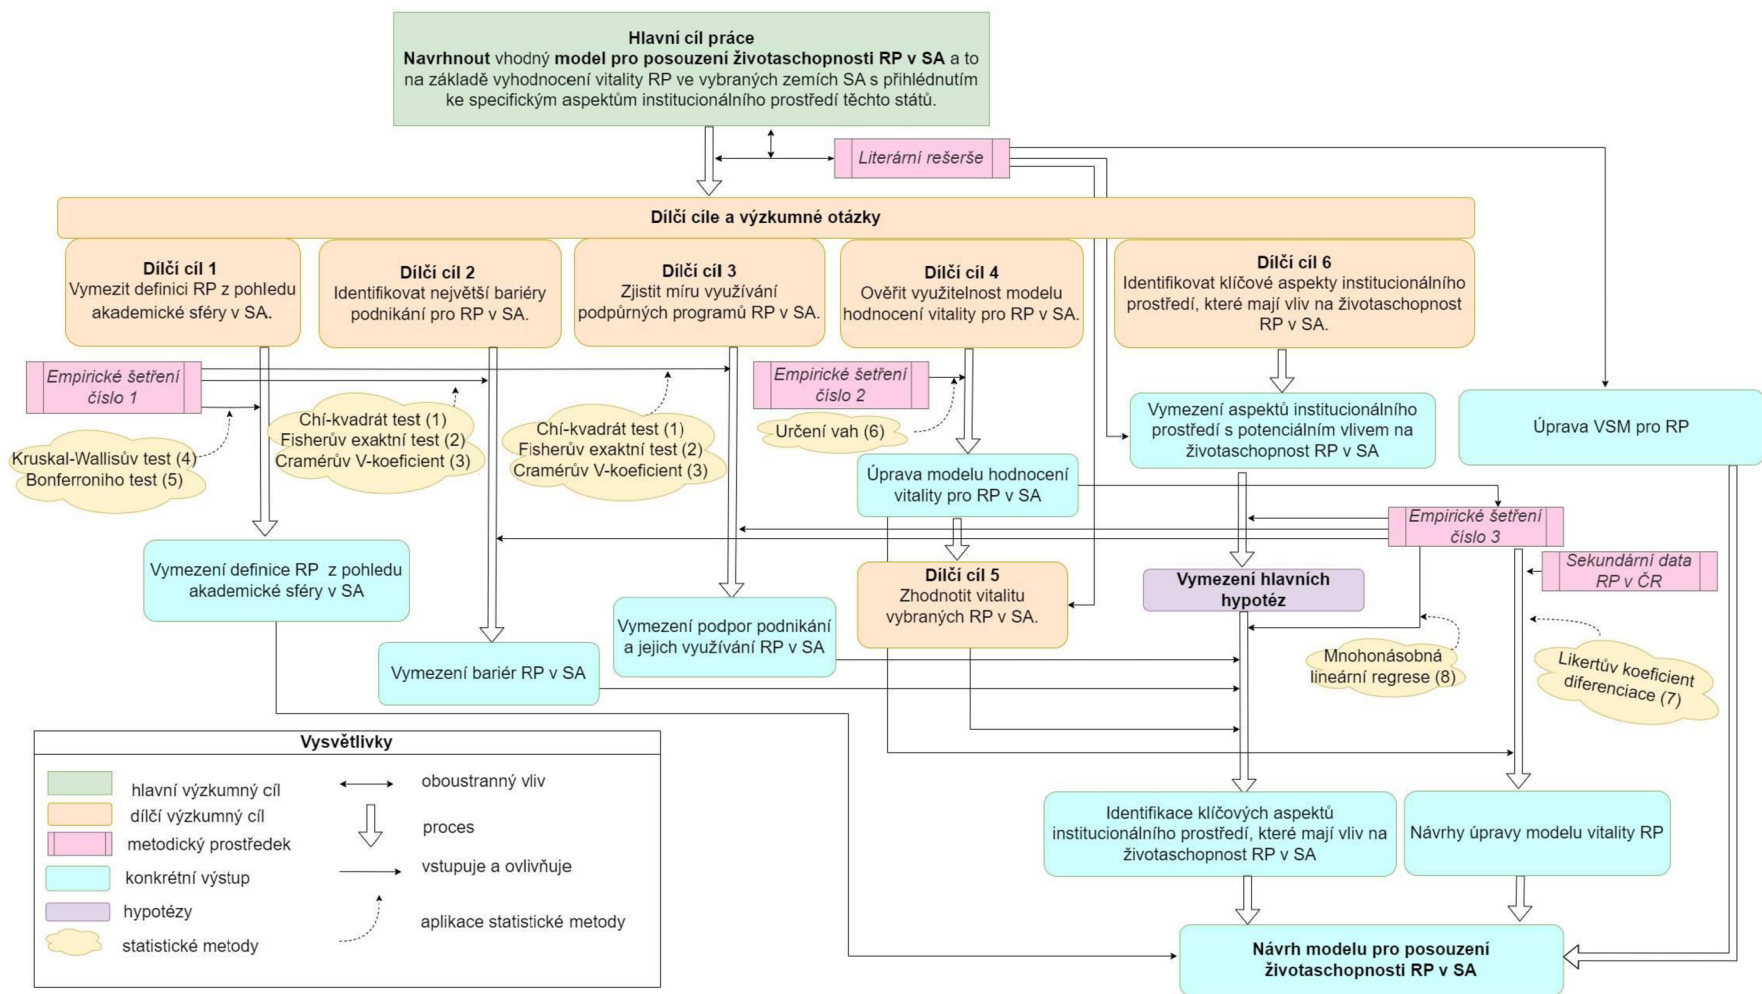 Hlavní cíl práce
Navrhnout vhodný model pro posouzení životaschopnosti RP v SA a to
na základě vyhodnocení vitality RP ve vybraných zemích SA s přihlédnutím
ke specifickým aspektům institucionálního prostředí těchto států.
Literární rešerše
Dílčí cíle a výzkumné otázky
Dílčí cíl 1
Vymezit definici RP z pohledu
akademické sféry v SA.
Dílčí cíl 2
Identifikovat největší bariéry
podnikání pro RP v SA.
Dílčí cíl 3
Zjistit míru využívání
podpůrných programů RP v SA.
Dílčí cíl 4
Ověřit využitelnost modelu
hodnocení vitality pro RP v SA.
Dílčí cíl 6
Identifikovat klíčové aspekty institucionálního
prostředí, které mají vliv na životaschopnost
RP v SA.
Empirické šetření
číslo 1
Kruskal-Wallisův test (4)
Bonferroniho test (5)
Chí-kvadrát test (1)
Fisherův exaktní test (2)
Cramérův V-koeficient (3)
Chí-kvadrát test (1)
Fisherův exaktní test (2)
Cramérův V-koeficient (3)
Empirické šetření
číslo 2
Určení vah (6)
Vymezení aspektů institucionálního
prostředí s potenciálním vlivem na
životaschopnost RP v SA
Úprava VSM pro RP
Úprava modelu hodnocení
vitality pro RP v SA
Empirické šetření
číslo 3
Sekundární data
RP v ČR
Vymezení definice RP z pohledu
akademické sféry v SA
Dílčí cíl 5
Zhodnotit vitalitu
vybraných RP v SA.
Vymezení hlavních
hypotéz
Vymezení podpor podnikání
a jejich využívání RP v SA
Vymezení bariér RP v SA
Mnohonásobná
lineární regrese (8)
Likertův koeficient
diferenciace (7)
Vysvětlivky
hlavní výzkumný cíl
dílčí výzkumný cíl
metodický prostředek
konkrétní výstup
hypotézy
statistické metody
oboustranný vliv
proces
vstupuje a ovlivňuje
aplikace statistické metody
Identifikace klíčových aspektů
institucionálního prostředí, které mají vliv na
životaschopnost RP v SA
Návrhy úpravy modelu vitality RP
Návrh modelu pro posouzení
životaschopnosti RP v SA